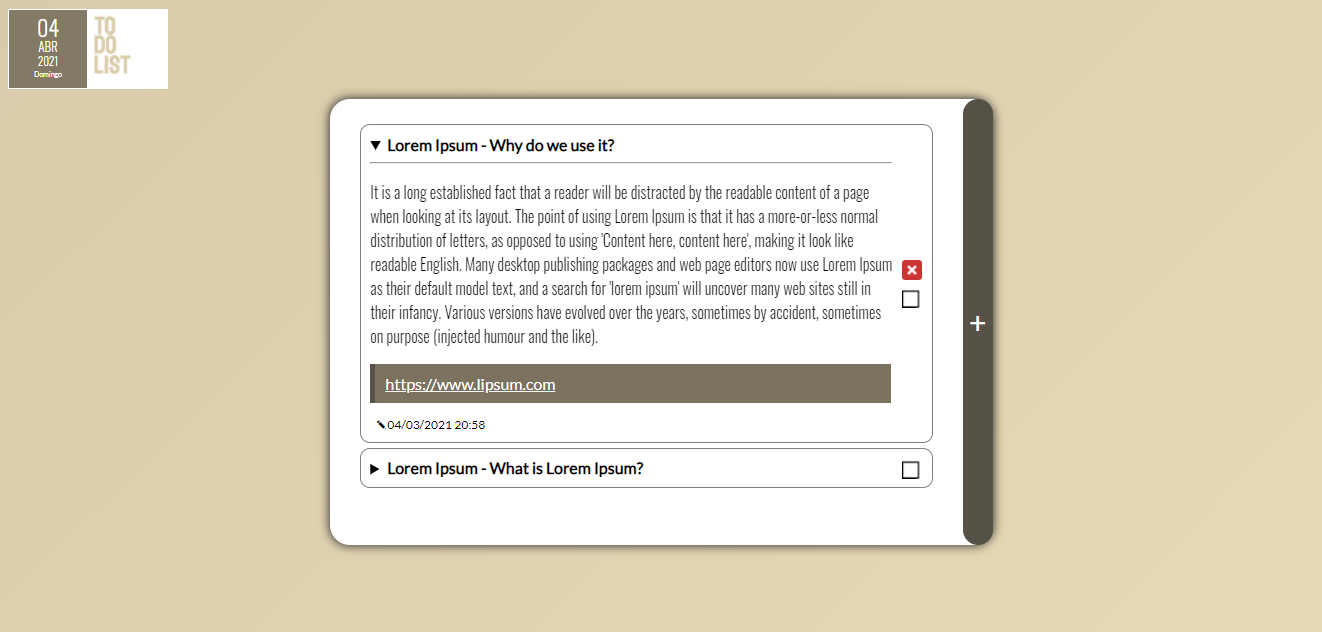 04
ABR
2021
Domingo
TO
DO
LIST
Lorem Ipsum - Why do we use it?
It is a long established fact that a reader will be distracted by the readable content of a page
when looking at its layout. The point of using Lorem Ipsum is that it has a more-or-less normal
distribution of letters, as opposed to using 'Content here, content here', making it look like
readable English. Many desktop publishing packages and web page editors now use Lorem Ipsum
as their default model text, and a search for 'lorem ipsum' will uncover many web sites still in
their infancy. Various versions have evolved over the years, sometimes by accident, sometimes
on purpose (injected humour and the like).
https://www.lipsum.com
04/03/2021 20:58
Lorem Ipsum - What is Lorem Ipsum?
+